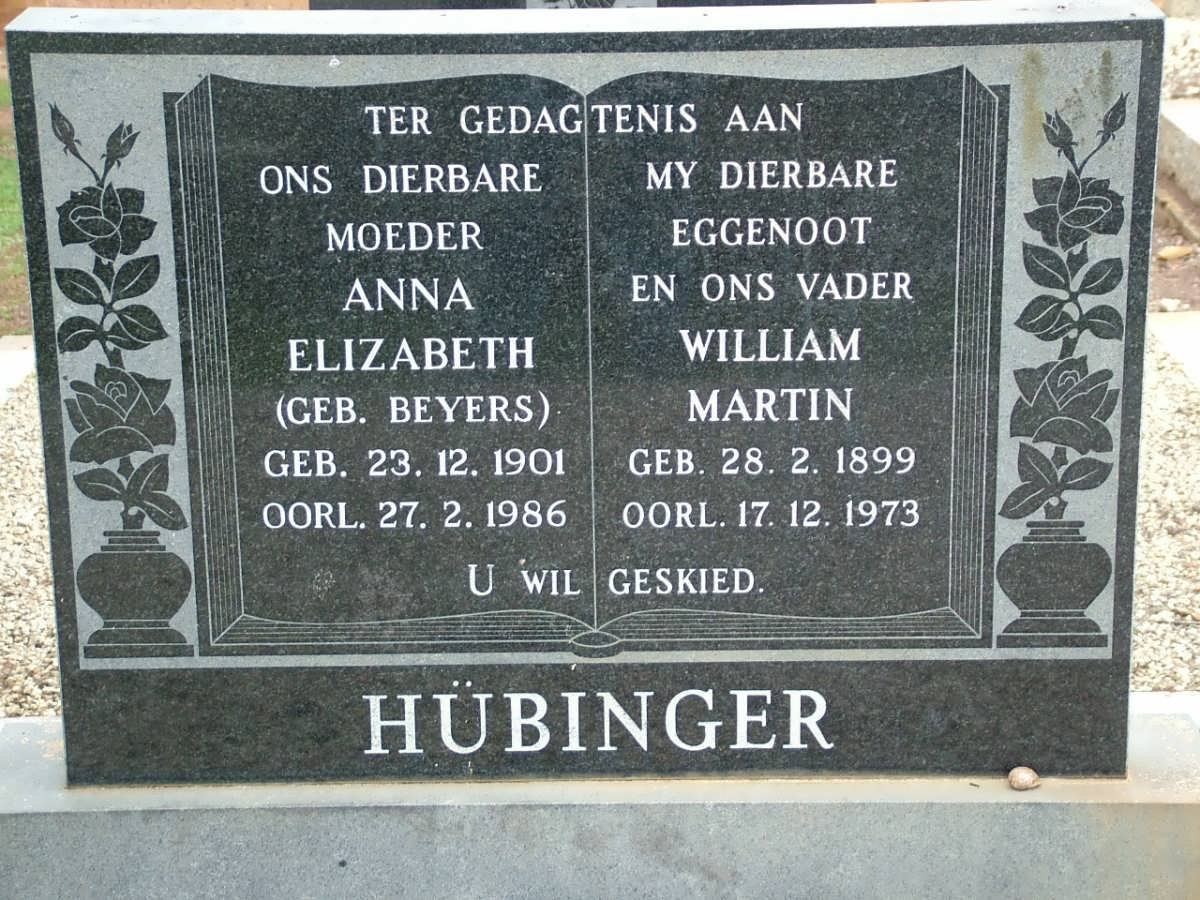 TER GEDAGTENIS AAN
ONS DIERBARE
MOEDER
ANNA
ELIZABETH
(GEB. BEYERS)
GEB. 23. 12. 1901
OORL. 27. 2. 1986
MY DIERBARE
EGGENOOT
EN ONS VADER
WILLIAM
MARTIN
GEB. 28. 2. 1899
OORL. 17. 12. 1973
U WIL GESKIED.
HÜBINGER